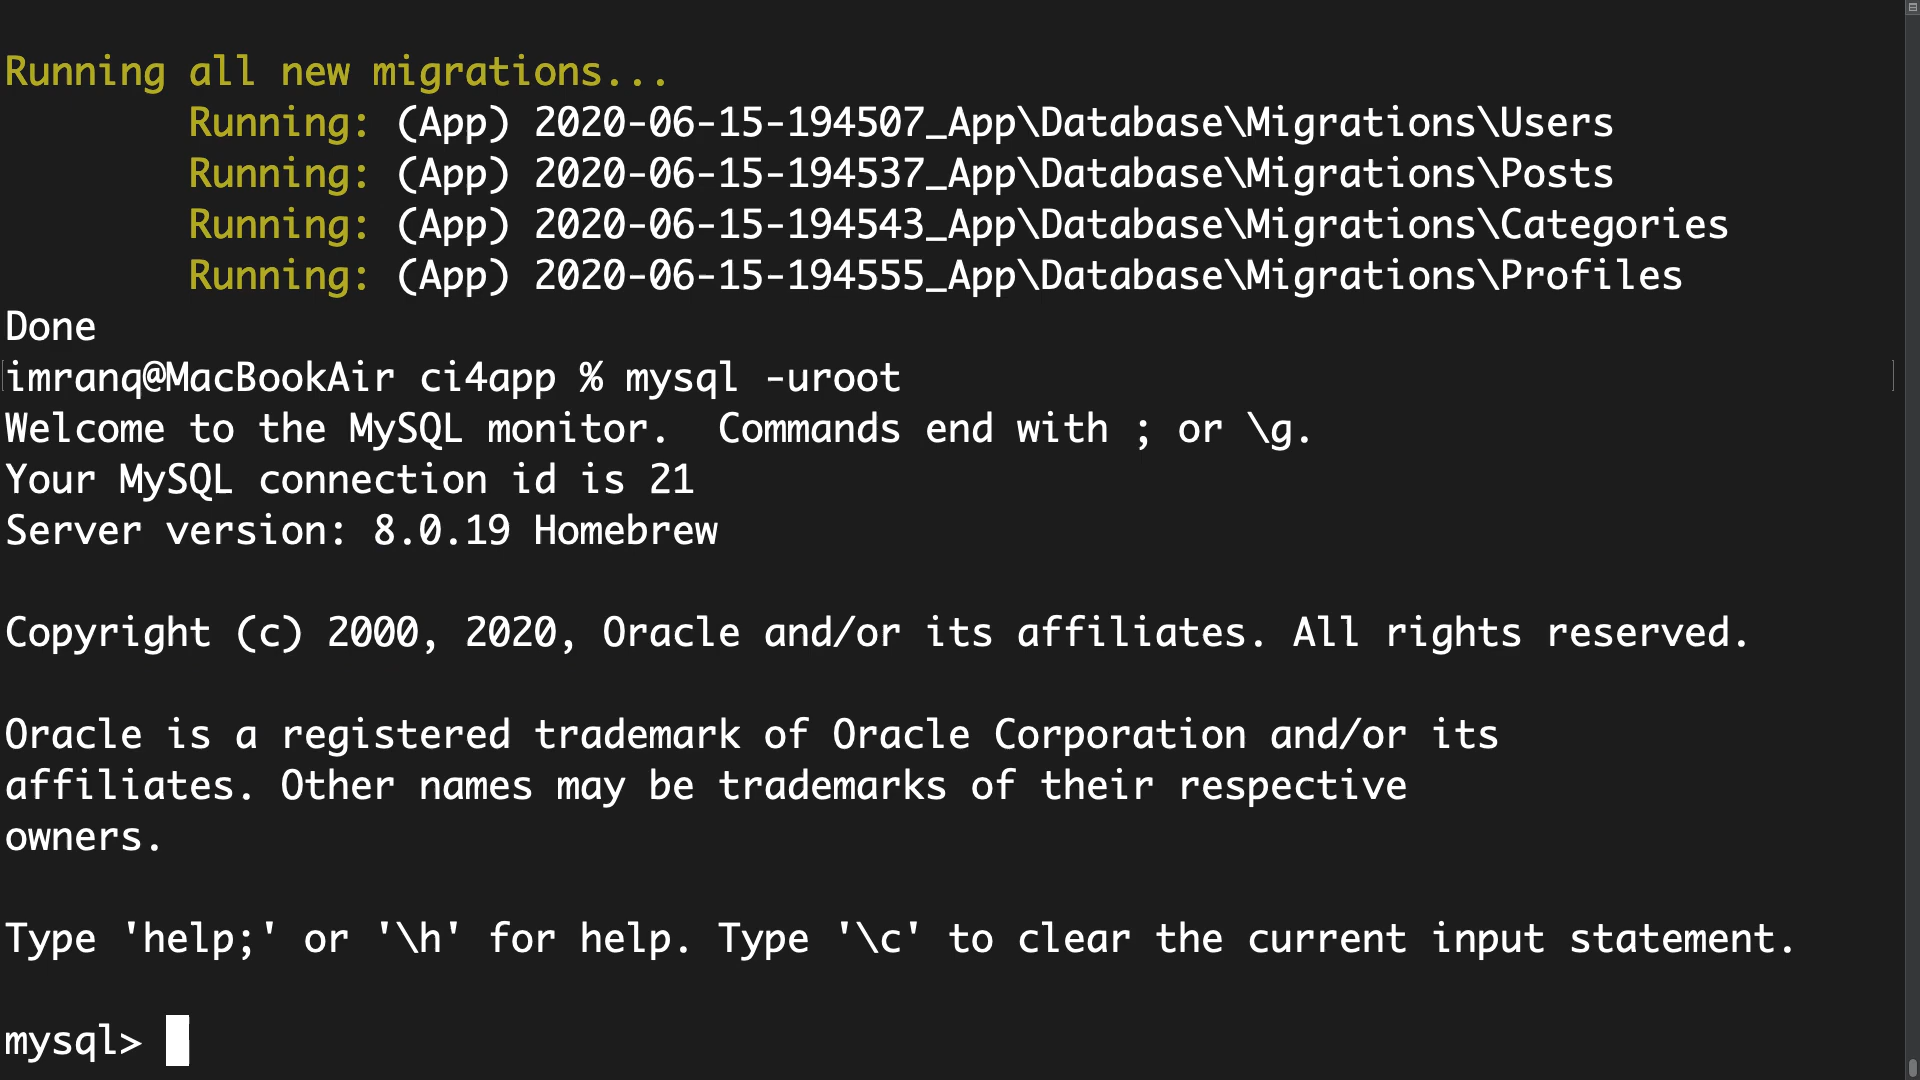 Running all new migrations...
Running: (App) 2020-06-15-194507_App\Database\Migrations\Users
Running: (App) 2020-06-15-194537_App\Database\Migrations\Posts
Running: (App) 2020-06-15-194543_App\Database\Migrations\Categories
Running: (App) 2020-06-15-194555_App\Database\Migrations\Profiles
Done
imranq@MacBookAir ci4app % mysql -uroot
Welcome to the MySQL monitor.  Commands end with ; or \g.
Your MySQL connection id is 21
Server version: 8.0.19 Homebrew
Copyright (c) 2000, 2020, Oracle and/or its affiliates. All rights reserved.
Oracle is a registered trademark of Oracle Corporation and/or its
affiliates. Other names may be trademarks of their respective
owners.
Type 'help;' or '\h' for help. Type '\c' to clear the current input statement.
mysql>